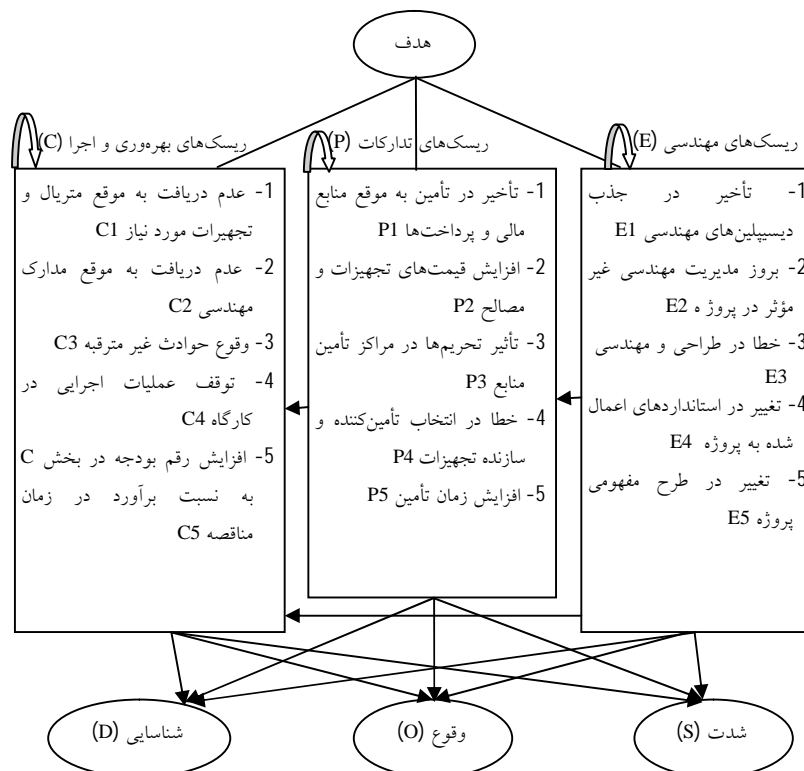 هدف
ریسک‌های مهندسی (E)
1- تأخیر در جذب
دیسیپلین‌های مهندسی E1
2- بروز مدیریت مهندسی غیر
مؤثر در پروژ ه E2
3- خطا در طراحی و مهندسی
E3
4- تغییر در استانداردهای اعمال
شده به پروژه E4
5- تغییر در طرح مفهومی
پروژه E5
ریسک‌های تدارکات (P)
1- تأخیر در تأمین به موقع منابع
مالی و پرداخت‌ها P1
2- افزایش قیمت‌های تجهیزات و
مصالح P2
3- تأثیر تحریم‌ها در مراکز تأمین
منابع P3
4- خطا در انتخاب تأمین‌کننده و
سازنده تجهیزات P4
5- افزایش زمان تأمین P5
ریسک‌های بهره‌وری و اجرا (C)
1- عدم دریافت به موقع متریال و
تجهیرات مورد نیاز C1
2- عدم دریافت به موقع مدارک
مهندسی C2
3- وقوع حوادث غیر مترقبه C3
4- توقف عملیات اجرایی در
کارگاه C4
5- افزایش رقم بودجه در بخش C
به نسبت برآورد در زمان
مناقصه C5
شدت (S)
وقوع (O)
شناسایی (D)